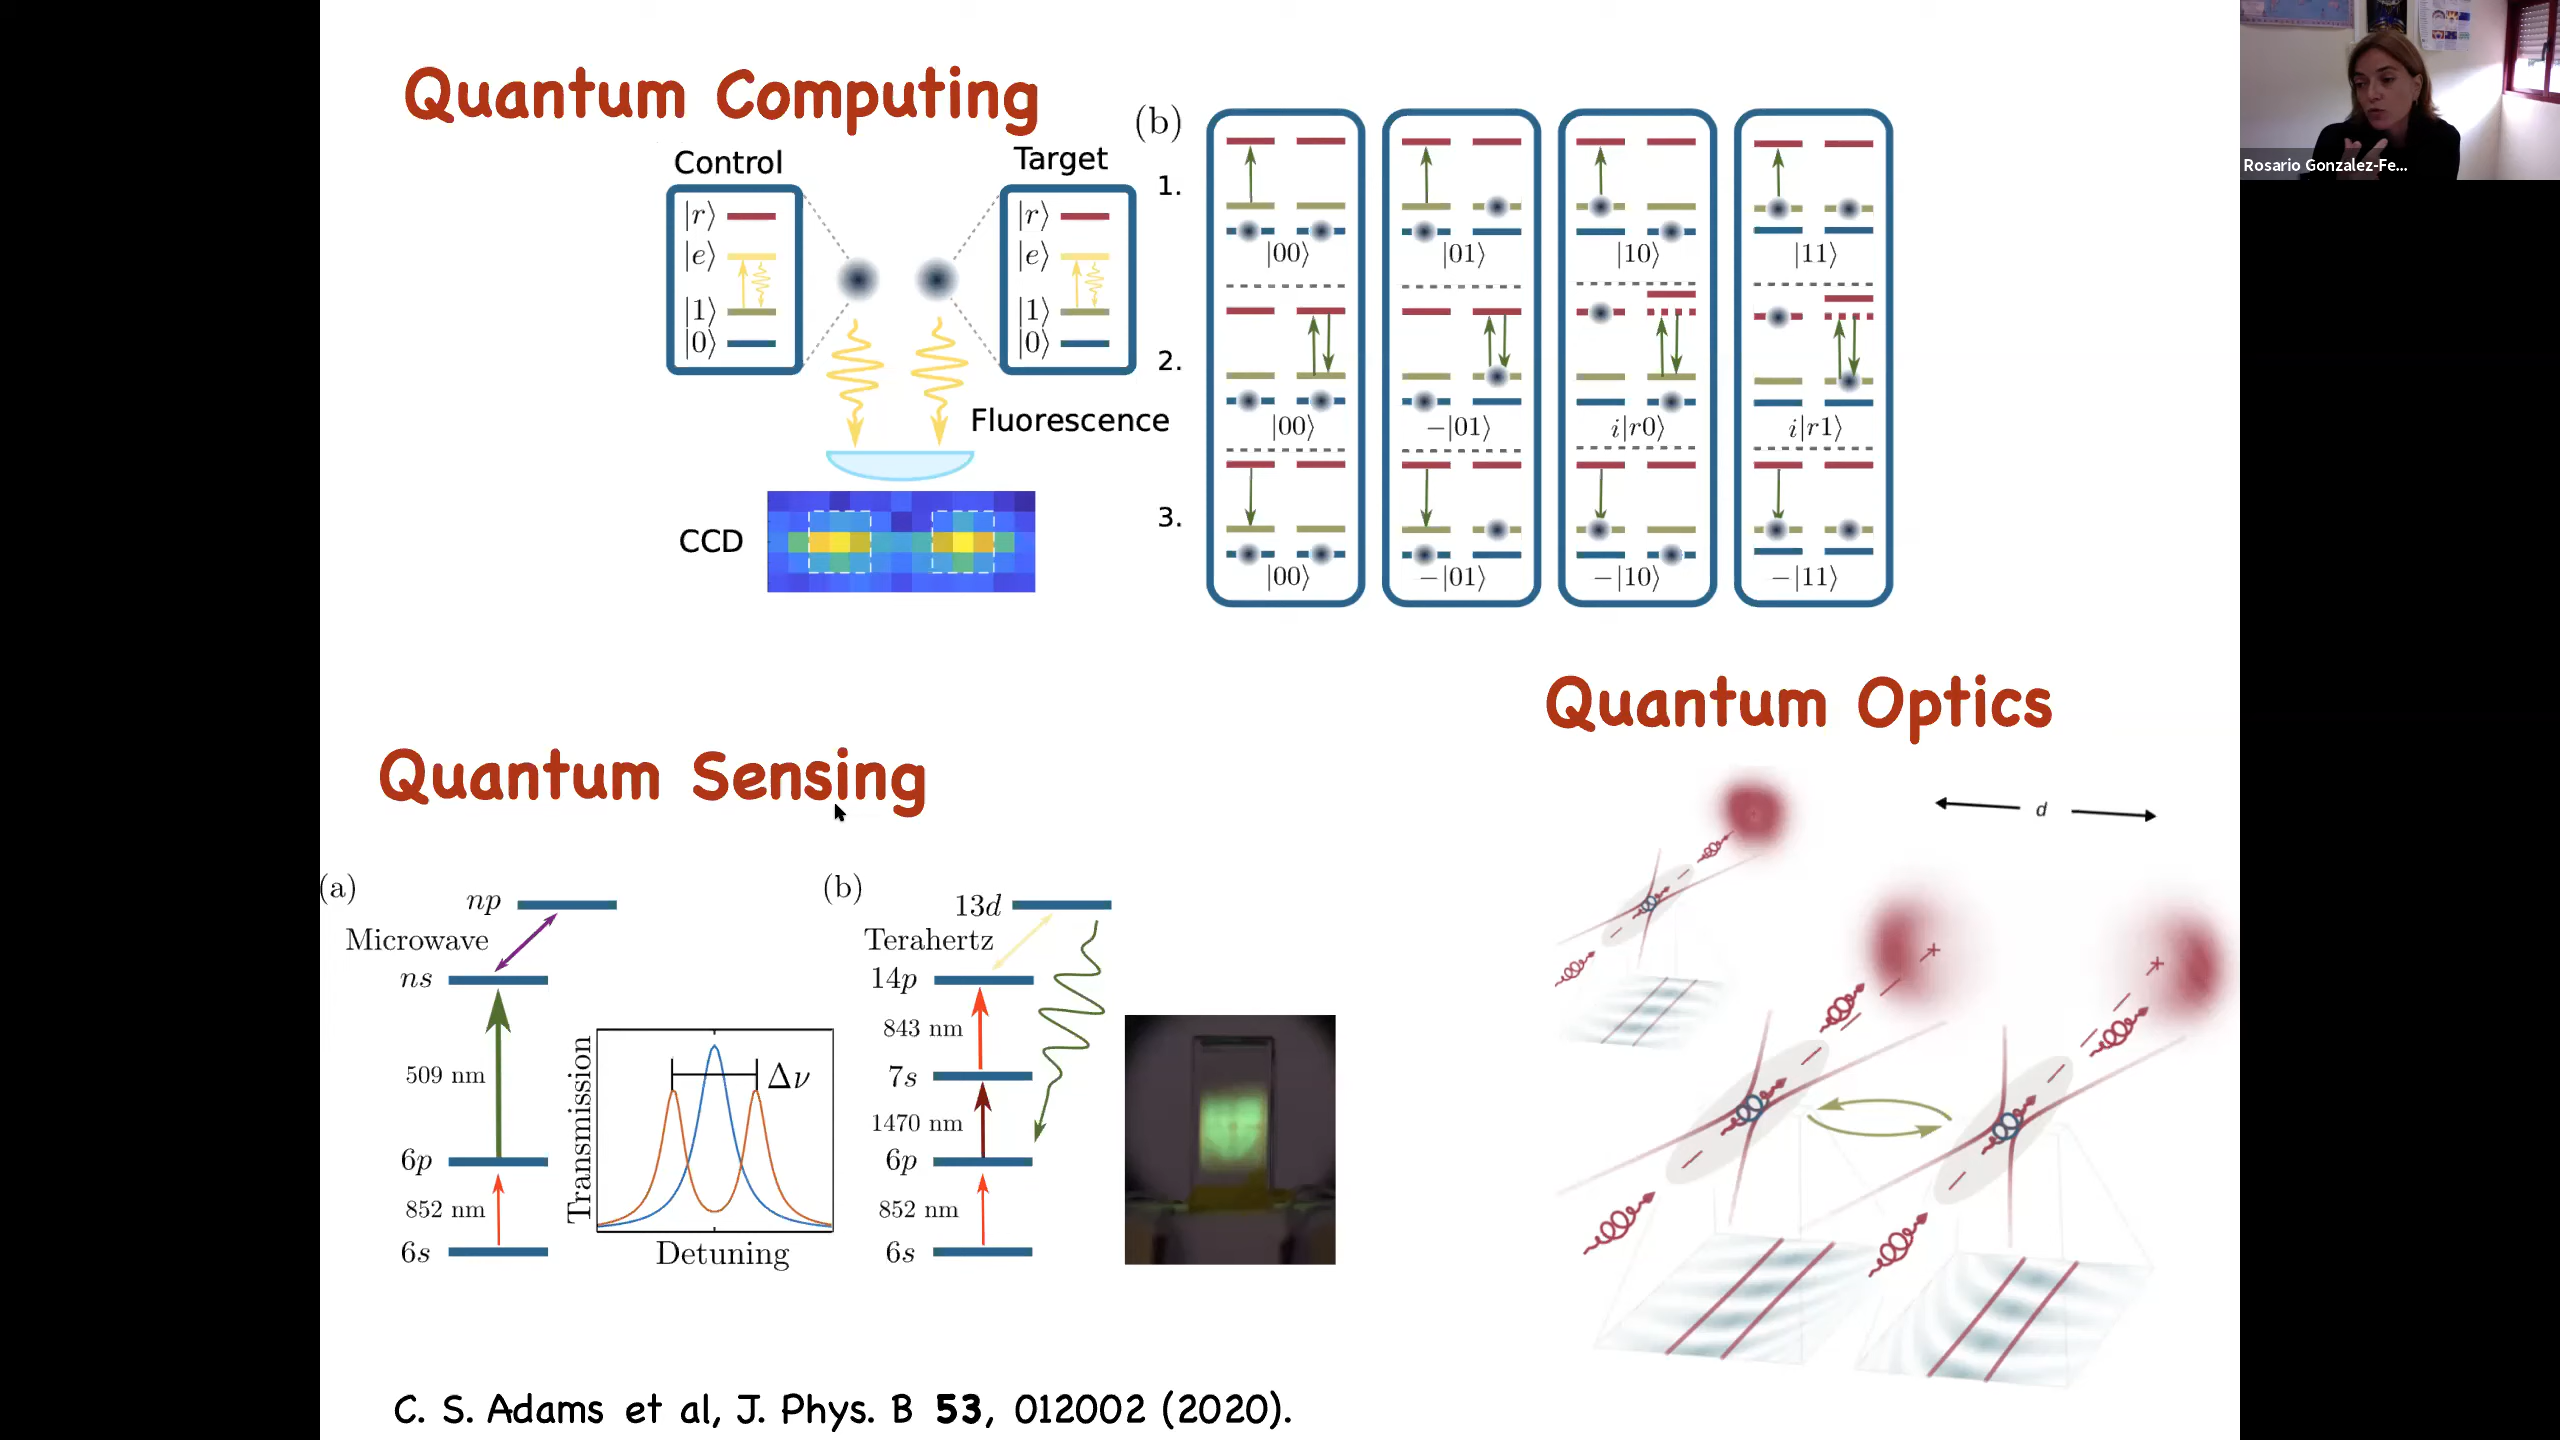 Quantum Computing
Control
|r⟩
|e⟩
|1⟩
|0⟩
Target
|r⟩
|e⟩
|1⟩
|0⟩
Fluorescence
CCD
(b)
1.
|00⟩
|01⟩
|10⟩
|11⟩
2.
|00⟩
−|01⟩
i|r0⟩
i|r1⟩
3.
|00⟩
−|01⟩
−|10⟩
−|11⟩
Rosario Gonzalez-Fe...
Quantum Sensing
(a)
np
Microwave
ns
509 nm
6p
852 nm
6s
Transmission
Δν
Detuning
(b)
13d
Terahertz
14p
843 nm
7s
1470 nm
6p
852 nm
6s
Quantum Optics
d
C. S. Adams et al, J. Phys. B 53, 012002 (2020).